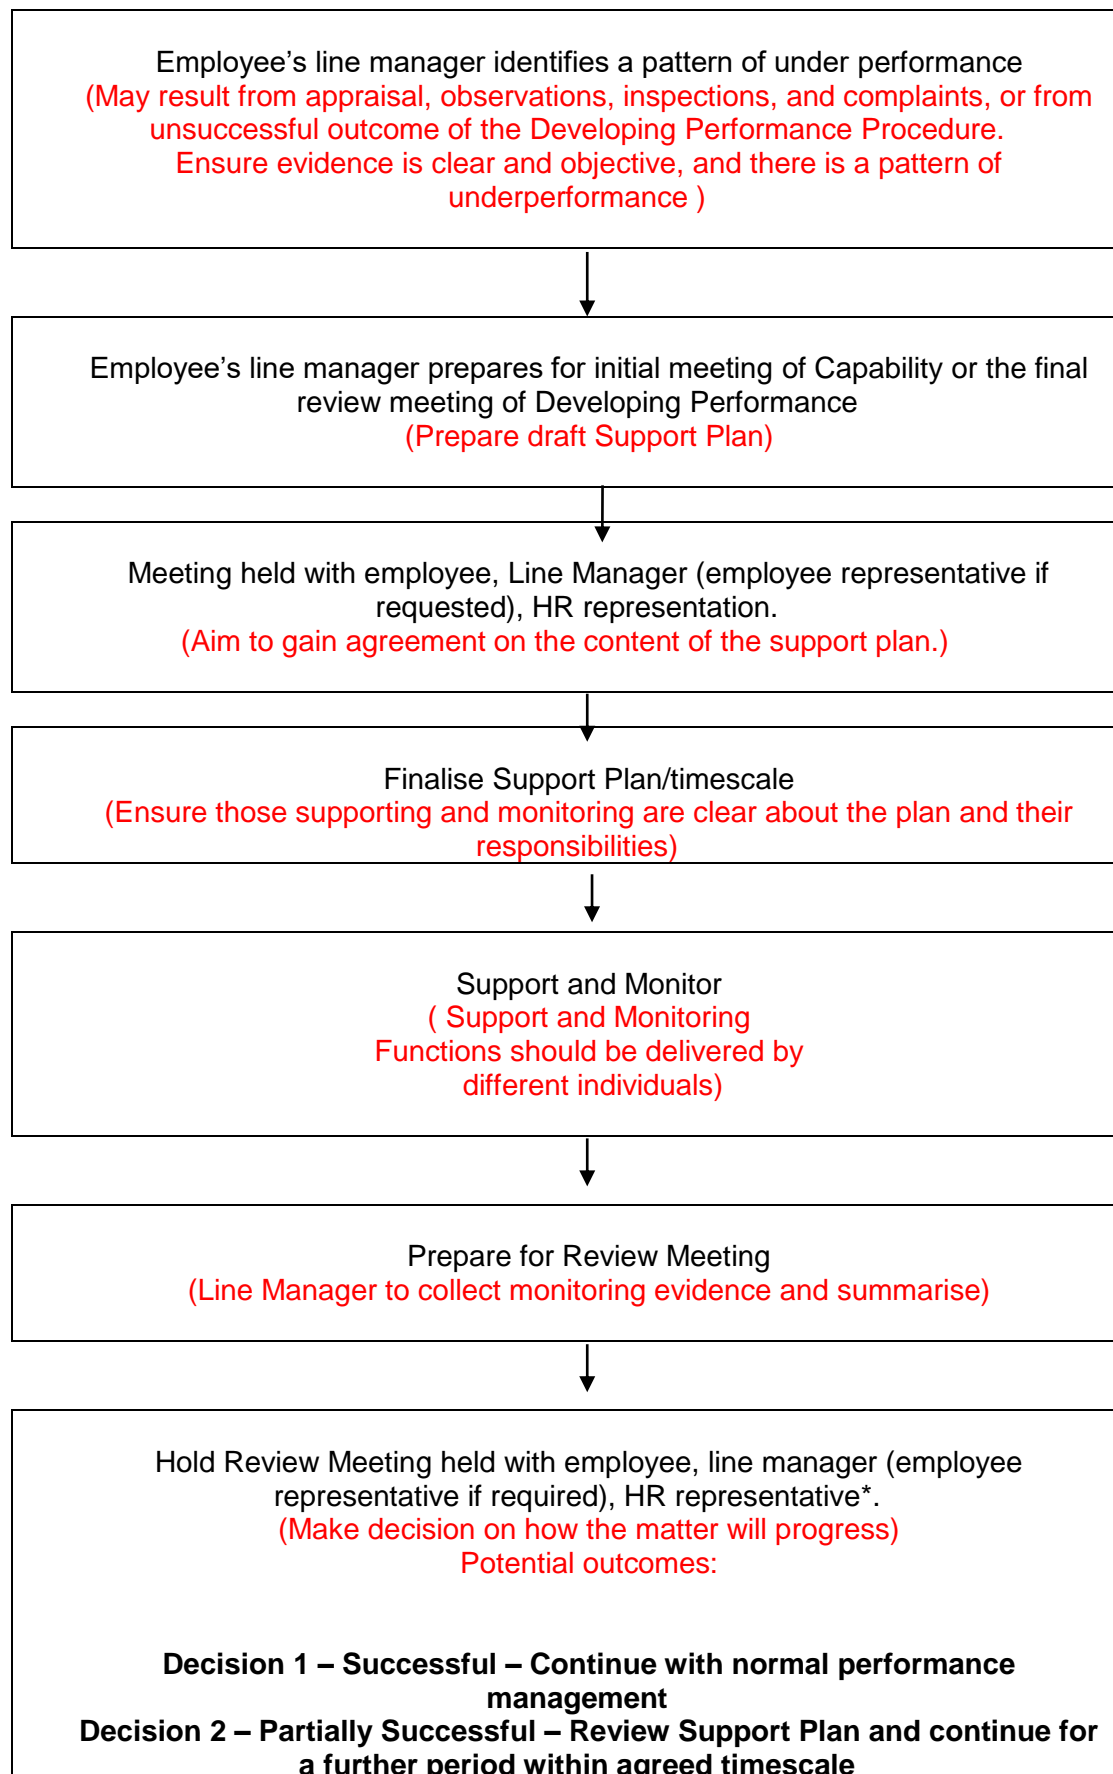 Employee’s line manager identifies a pattern of under performance
(May result from appraisal, observations, inspections, and complaints, or from
unsuccessful outcome of the Developing Performance Procedure.
Ensure evidence is clear and objective, and there is a pattern of
underperformance )
Employee’s line manager prepares for initial meeting of Capability or the final
review meeting of Developing Performance
(Prepare draft Support Plan)
Meeting held with employee, Line Manager (employee representative if
requested), HR representation.
(Aim to gain agreement on the content of the support plan.)
Finalise Support Plan/timescale
(Ensure those supporting and monitoring are clear about the plan and their
responsibilities)
Support and Monitor
( Support and Monitoring
Functions should be delivered by
different individuals)
Prepare for Review Meeting
(Line Manager to collect monitoring evidence and summarise)
Hold Review Meeting held with employee, line manager (employee
representative if required), HR representative*.
(Make decision on how the matter will progress)
Potential outcomes:
Decision 1 – Successful – Continue with normal performance
management
Decision 2 – Partially Successful – Review Support Plan and continue for
a further period within agreed timescale